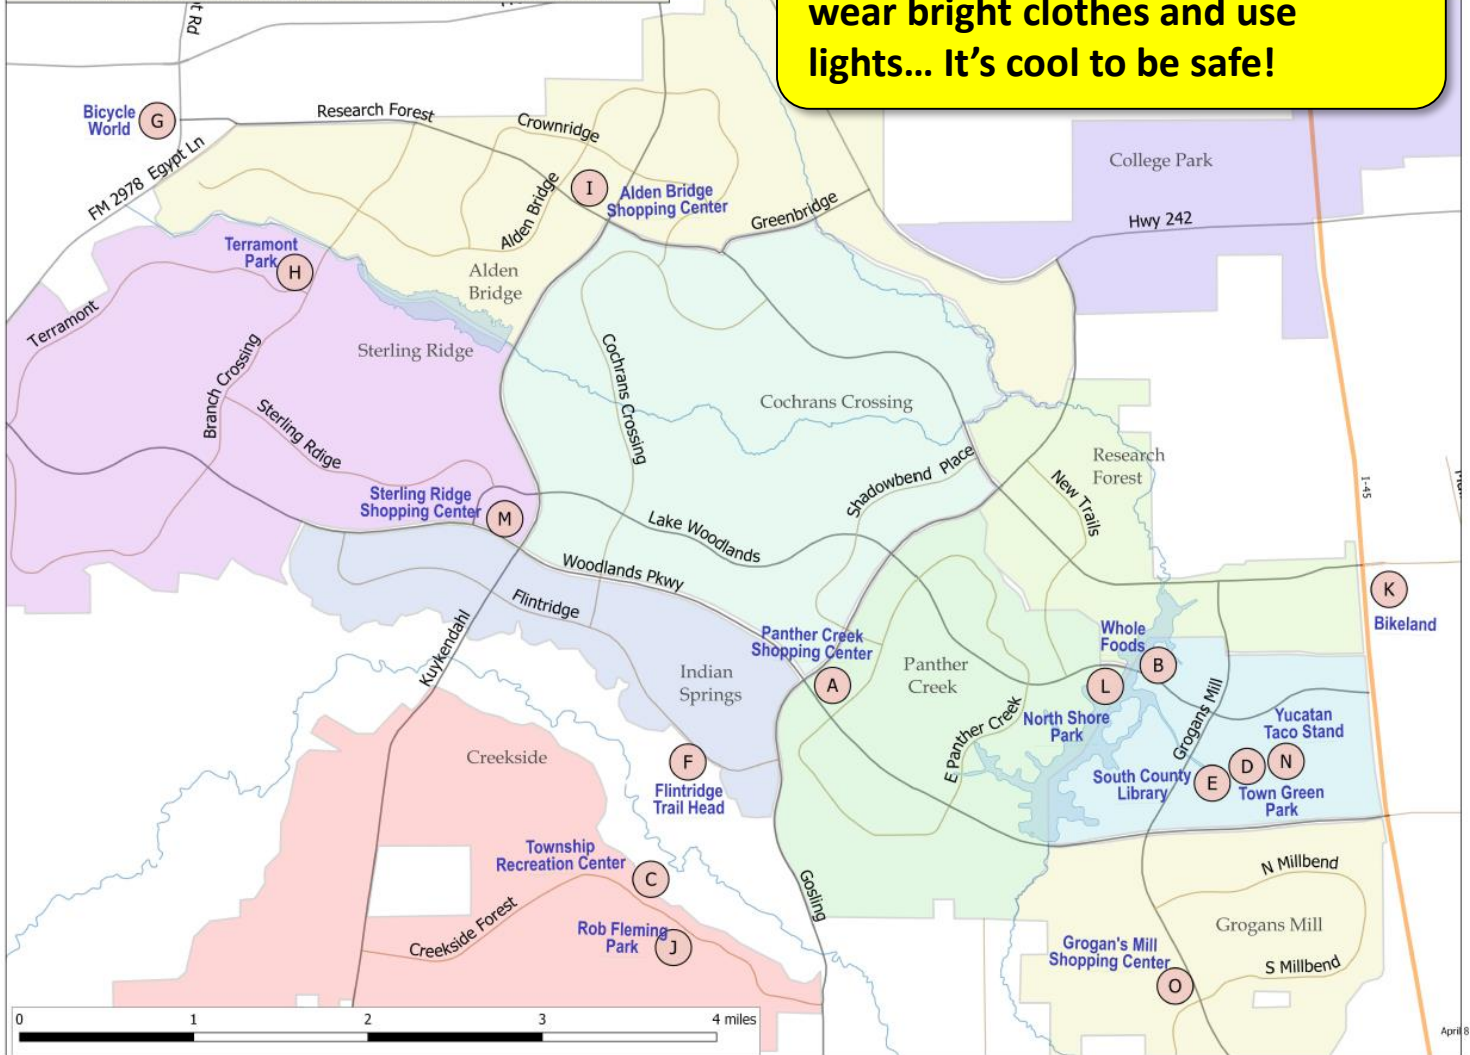 wear bright clothes and use
lights... It's cool to be safe!
t Rd
Bicycle
World
G
Research Forest
Crownridge
FM 2978 Egypt Ln
I
Alden Bridge
Shopping Center
Alden Bridge
Greenbridge
College Park
Hwy 242
Terramont
Park
H
Alden
Bridge
Terramont
Sterling Ridge
Branch Crossing
Sterling Rdige
Cochrans Crossing
Cochrans Crossing
Shadowbend Place
Research
Forest
New Trails
I-45
Sterling Ridge
Shopping Center
M
Lake Woodlands
Woodlands Pkwy
Flintridge
Kuykendahl
K
Bikeland
Panther Creek
Shopping Center
A
Indian
Springs
Panther
Creek
Whole
Foods
B
L
North Shore
Park
E Panther Creek
Grogans Mill
Yucatan
Taco Stand
D
N
South County
Library
E
Town Green
Park
Creekside
F
Flintridge
Trail Head
Township
Recreation Center
C
Creekside Forest
Rob Fleming
Park
J
Gosling
N Millbend
Grogans Mill
S Millbend
Grogan's Mill
Shopping Center
O
0 1 2 3 4 miles
April 8